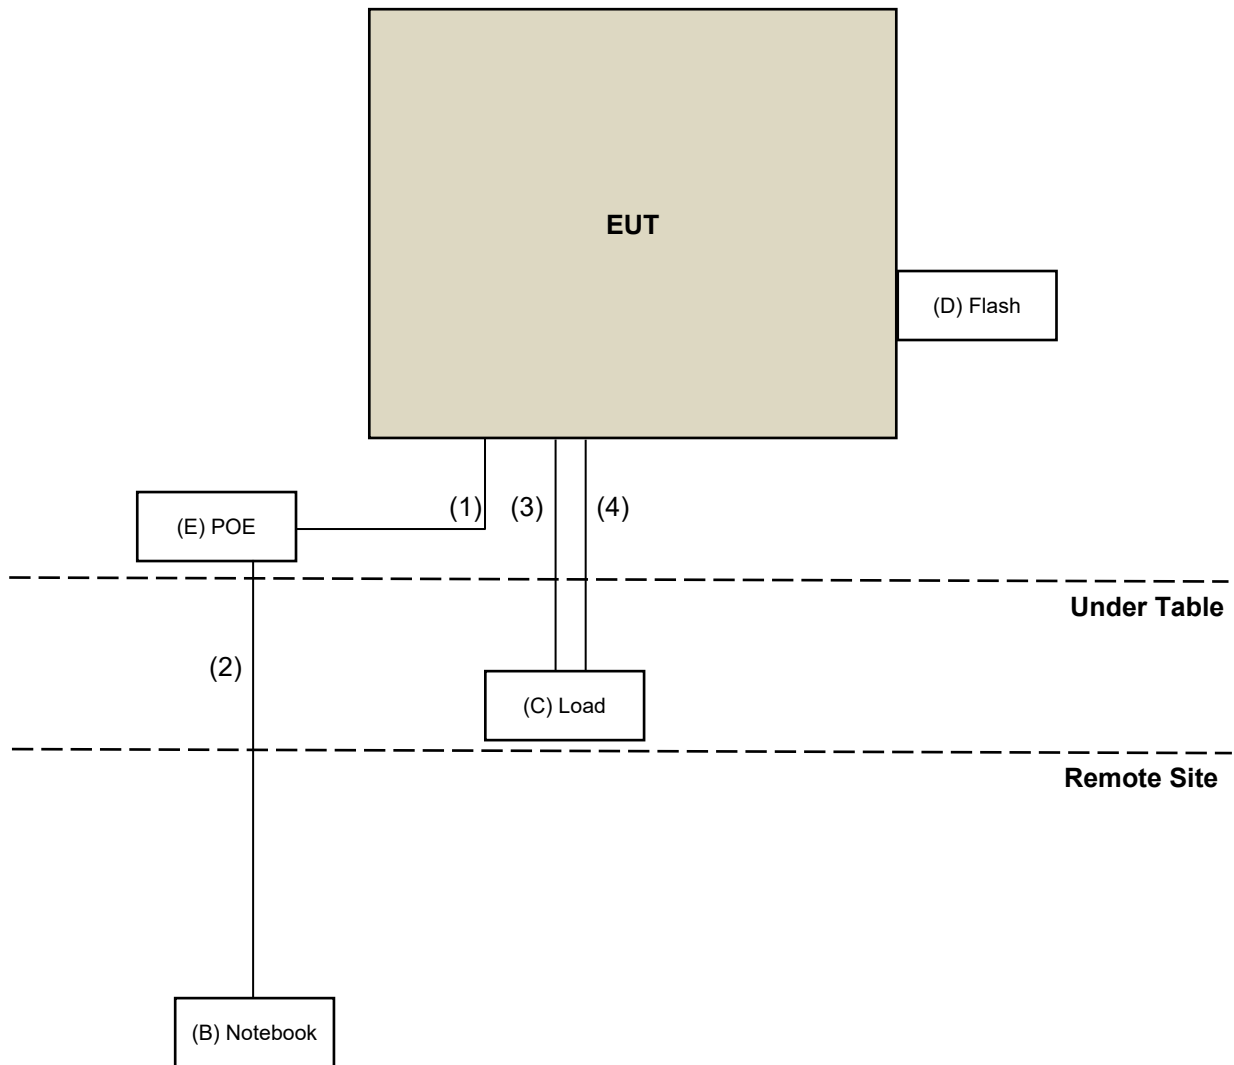 EUT
(D) Flash
(1)
(3)
(4)
(E) POE
Under Table
(2)
(C) Load
Remote Site
(B) Notebook